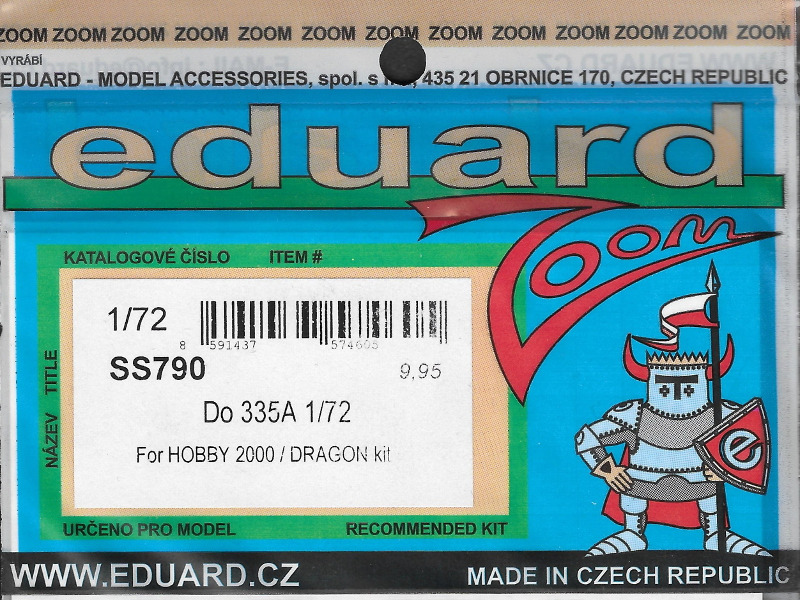 ZOOM ZOOM ZOOM ZOOM ZOOM ZOOM ZOOM ZOOM ZOOM ZOOM ZOOM ZOOM ZOOM ZOOM
VYRÁBÍ
EDUARD - MODEL ACCESSORIES, spol. s 435 21 OBRNICE 170, CZECH REPUBLIC
eduard
Zoom
KATALOGOVÉ ČÍSLO ITEM #
1/72
8 591437 574605
SS790
9,95
NÁZEV TITLE
Do 335A 1/72
For HOBBY 2000 / DRAGON kit
e
URČENO PRO MODEL RECOMMENDED KIT
WWW.EDUARD.CZ MADE IN CZECH REPUBLIC